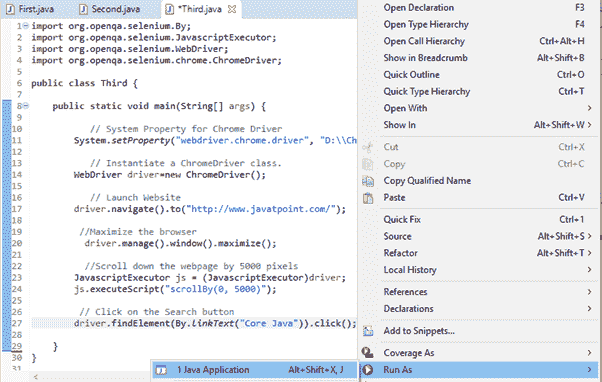 First.java Second.java *Third.java
1 import org.openqa.selenium.By;
2 import org.openqa.selenium.JavascriptExecutor;
3 import org.openqa.selenium.WebDriver;
4 import org.openqa.selenium.chrome.ChromeDriver;
5
6 public class Third {
7
8 public static void main(String[] args) {
9
10 // System Property for Chrome Driver
11 System.setProperty("webdriver.chrome.driver", "D:\\Ch
12
13 // Instantiate a ChromeDriver class.
14 WebDriver driver=new ChromeDriver();
15
16 // Launch Website
17 driver.navigate().to("http://www.javatpoint.com/");
18
19 //Maximize the browser
20 driver.manage().window().maximize();
21
22 //Scroll down the webpage by 5000 pixels
23 JavascriptExecutor js = (JavascriptExecutor)driver;
24 js.executeScript("scrollBy(0, 5000)");
25
26 // Click on the Search button
27 driver.findElement(By.linkText("Core Java")).click();
28
29 }
30 }
31
Open Declaration F3
Open Type Hierarchy F4
Open Call Hierarchy Ctrl+Alt+H
Show in Breadcrumb Alt+Shift+B
Quick Outline Ctrl+O
Quick Type Hierarchy Ctrl+T
Open With
Show In Alt+Shift+W
Cut Ctrl+X
Copy Ctrl+C
Copy Qualified Name
Paste Ctrl+V
Quick Fix Ctrl+1
Source Alt+Shift+S
Refactor Alt+Shift+T
Local History
References
Declarations
Add to Snippets...
Coverage As
Run As
1 Java Application Alt+Shift+X, J